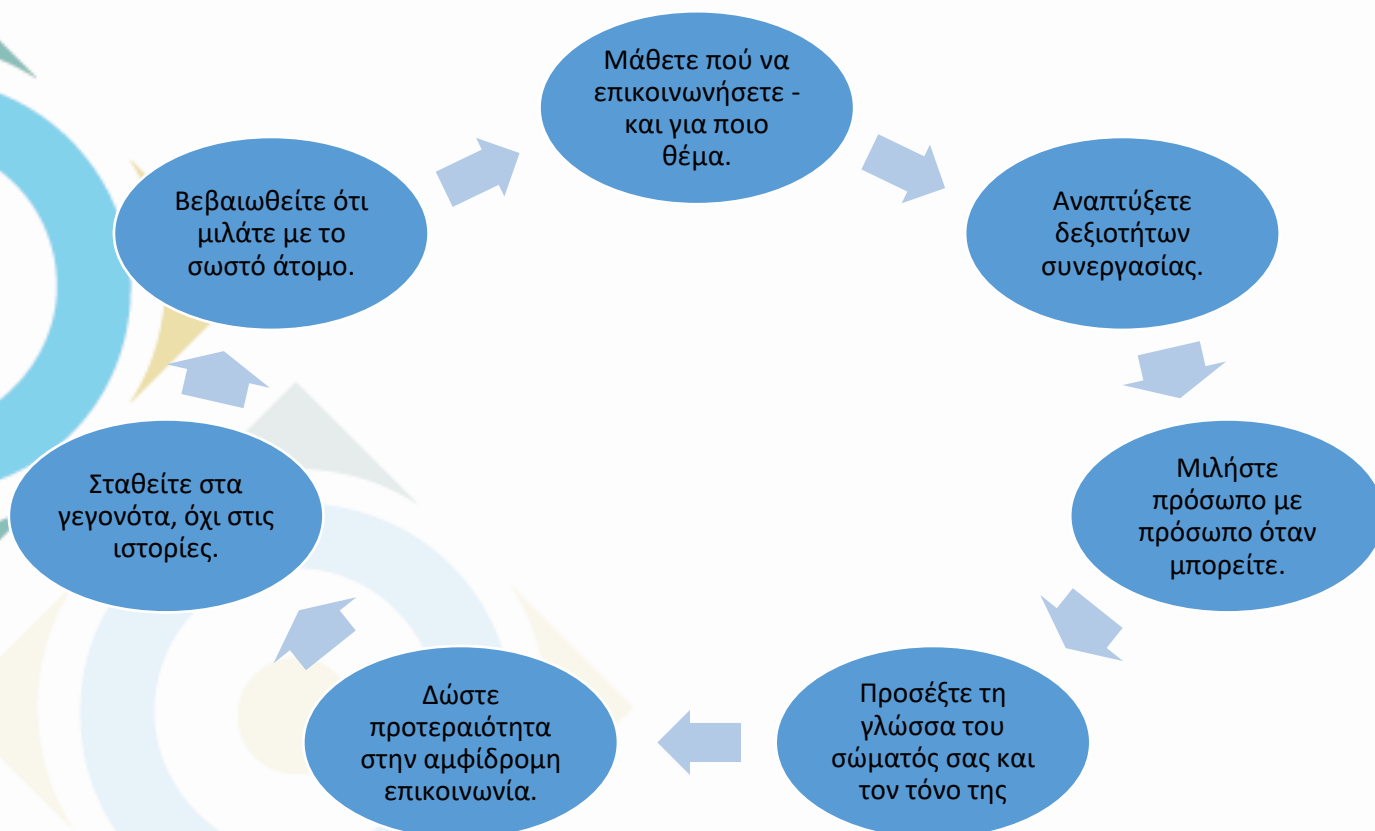 Μάθετε πού να
επικοινωνήσετε -
και για ποιο
θέμα.
Αναπτύξετε
δεξιοτήτων
συνεργασίας.
Μιλήστε
πρόσωπο με
πρόσωπο όταν
μπορείτε.
Προσέξτε τη
γλώσσα του
σώματός σας και
τον τόνο της
Δώστε
προτεραιότητα
στην αμφίδρομη
επικοινωνία.
Σταθείτε στα
γεγονότα, όχι στις
ιστορίες.
Βεβαιωθείτε ότι
μιλάτε με το
σωστό άτομο.